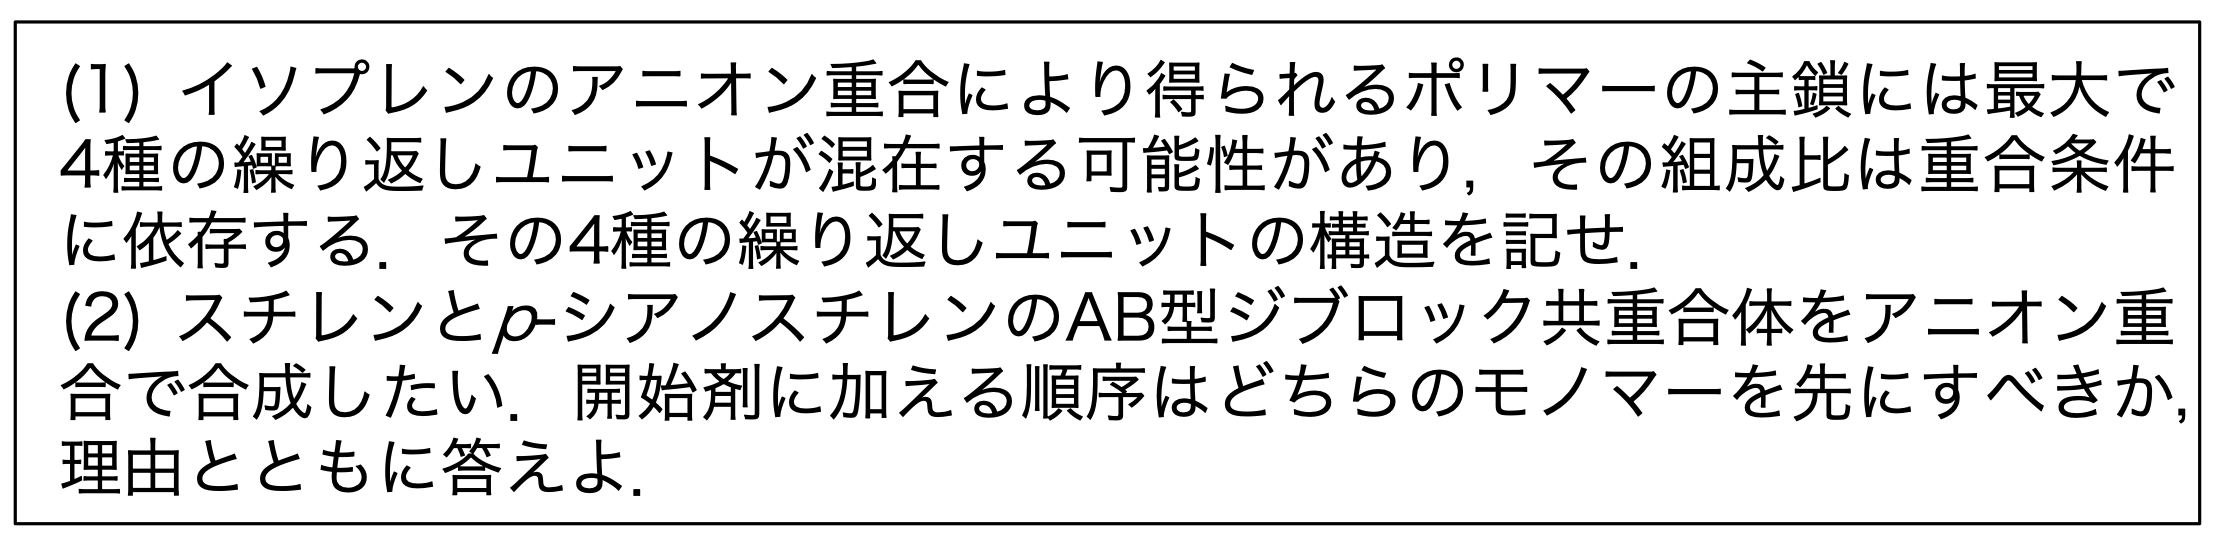 (1) イソプレンのアニオン重合により得られるポリマーの主鎖には最大で
4種の繰り返しユニットが混在する可能性があり，その組成比は重合条件
に依存する．その4種の繰り返しユニットの構造を記せ．
(2) スチレンとp-シアノスチレンのAB型ジブロック共重合体をアニオン重
合で合成したい．開始剤に加える順序はどちらのモノマーを先にすべきか，
理由とともに答えよ．